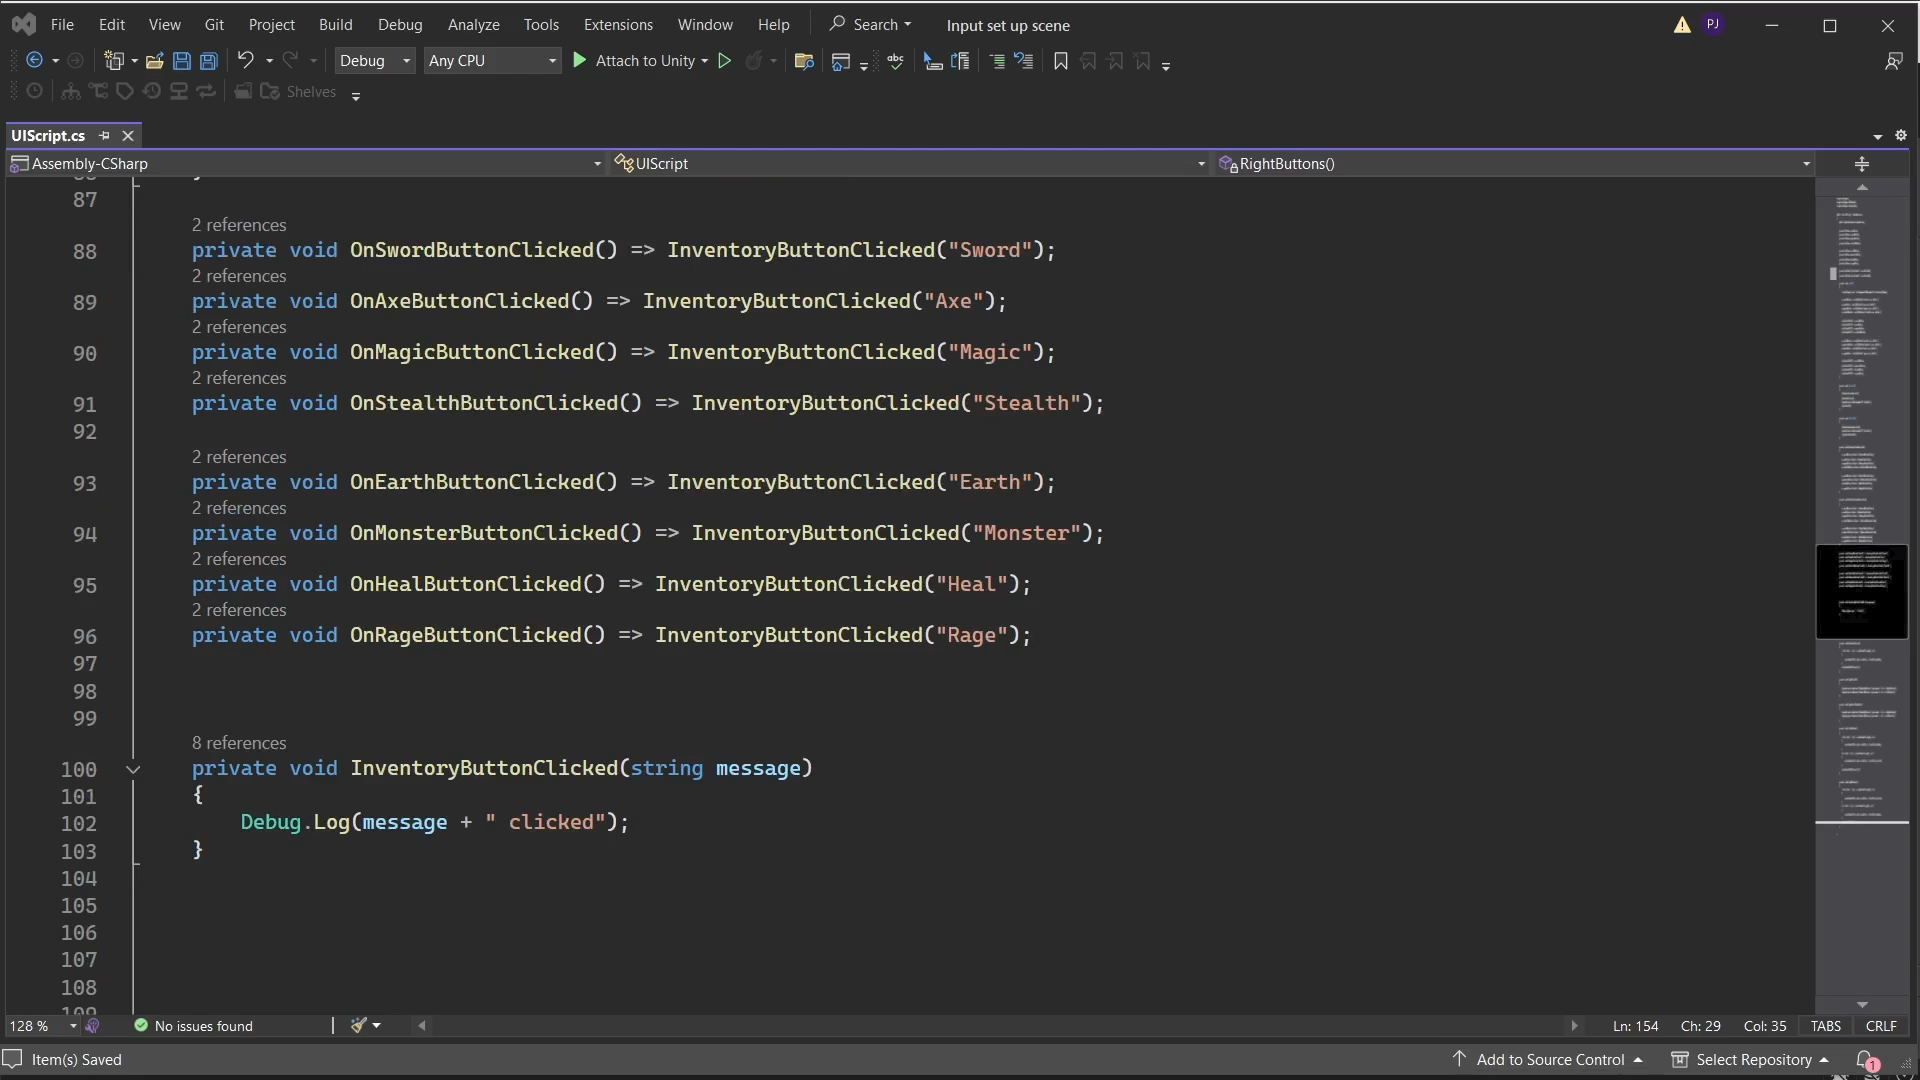 File Edit View Git Project Build Debug Analyze Tools Extensions Window Help Search Input set up scene PJ
Debug Any CPU Attach to Unity abc
Shelves
UIScript.cs
Assembly-CSharp UIScript RightButtons()
87
2 references
88 private void OnSwordButtonClicked() => InventoryButtonClicked("Sword");
2 references
89 private void OnAxeButtonClicked() => InventoryButtonClicked("Axe");
2 references
90 private void OnMagicButtonClicked() => InventoryButtonClicked("Magic");
2 references
91 private void OnStealthButtonClicked() => InventoryButtonClicked("Stealth");
92
2 references
93 private void OnEarthButtonClicked() => InventoryButtonClicked("Earth");
2 references
94 private void OnMonsterButtonClicked() => InventoryButtonClicked("Monster");
2 references
95 private void OnHealButtonClicked() => InventoryButtonClicked("Heal");
2 references
96 private void OnRageButtonClicked() => InventoryButtonClicked("Rage");
97
98
99
8 references
100 private void InventoryButtonClicked(string message)
101 {
102 Debug.Log(message + " clicked");
103 }
104
105
106
107
108
128 % No issues found Ln: 154 Ch: 29 Col: 35 TABS CRLF
Item(s) Saved Add to Source Control Select Repository 1